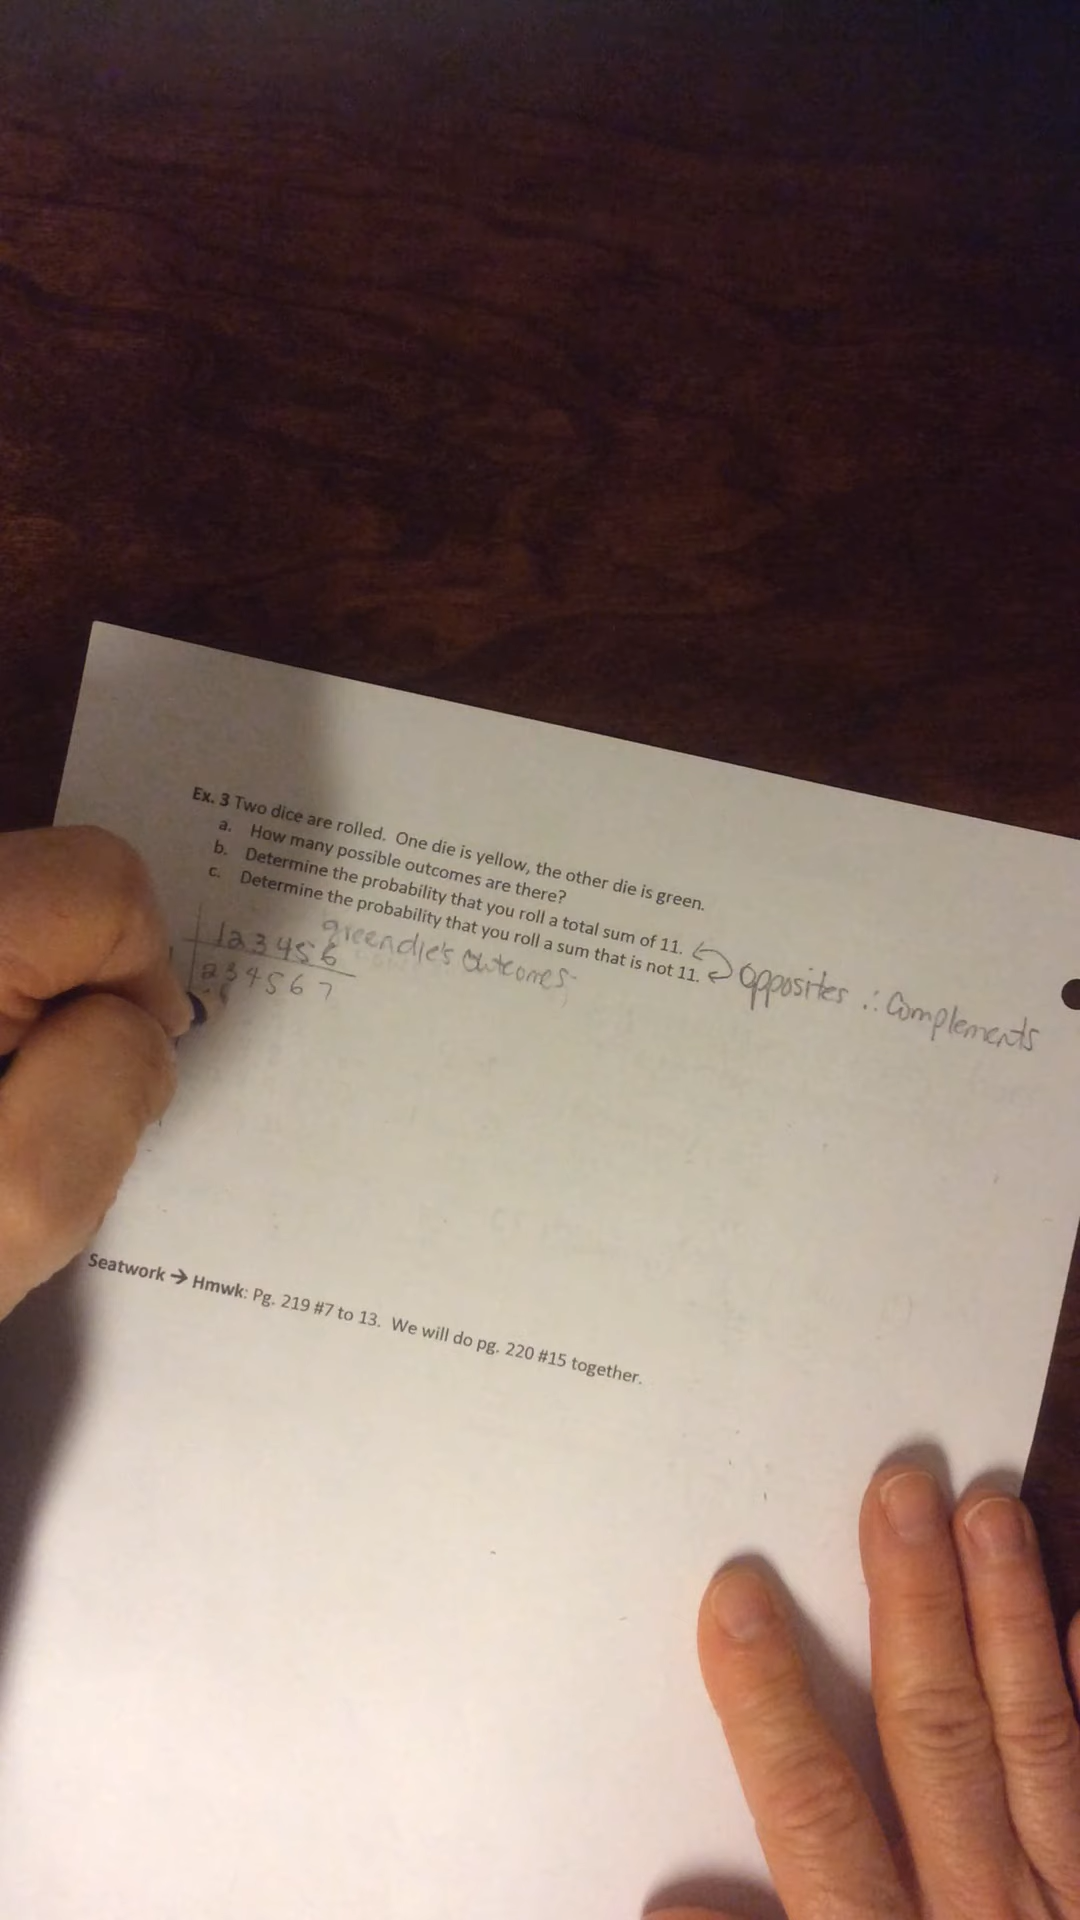 Ex. 3 Two dice are rolled. One die is yellow, the other die is green.
a. How many possible outcomes are there?
b. Determine the probability that you roll a total sum of 11.
c. Determine the probability that you roll a sum that is not 11.
Opposites ∴ Complements
green die's outcomes
1 2 3 4 5 6
1 2 3 4 5 6 7
Seatwork → Hmwk: Pg. 219 #7 to 13. We will do pg. 220 #15 together.